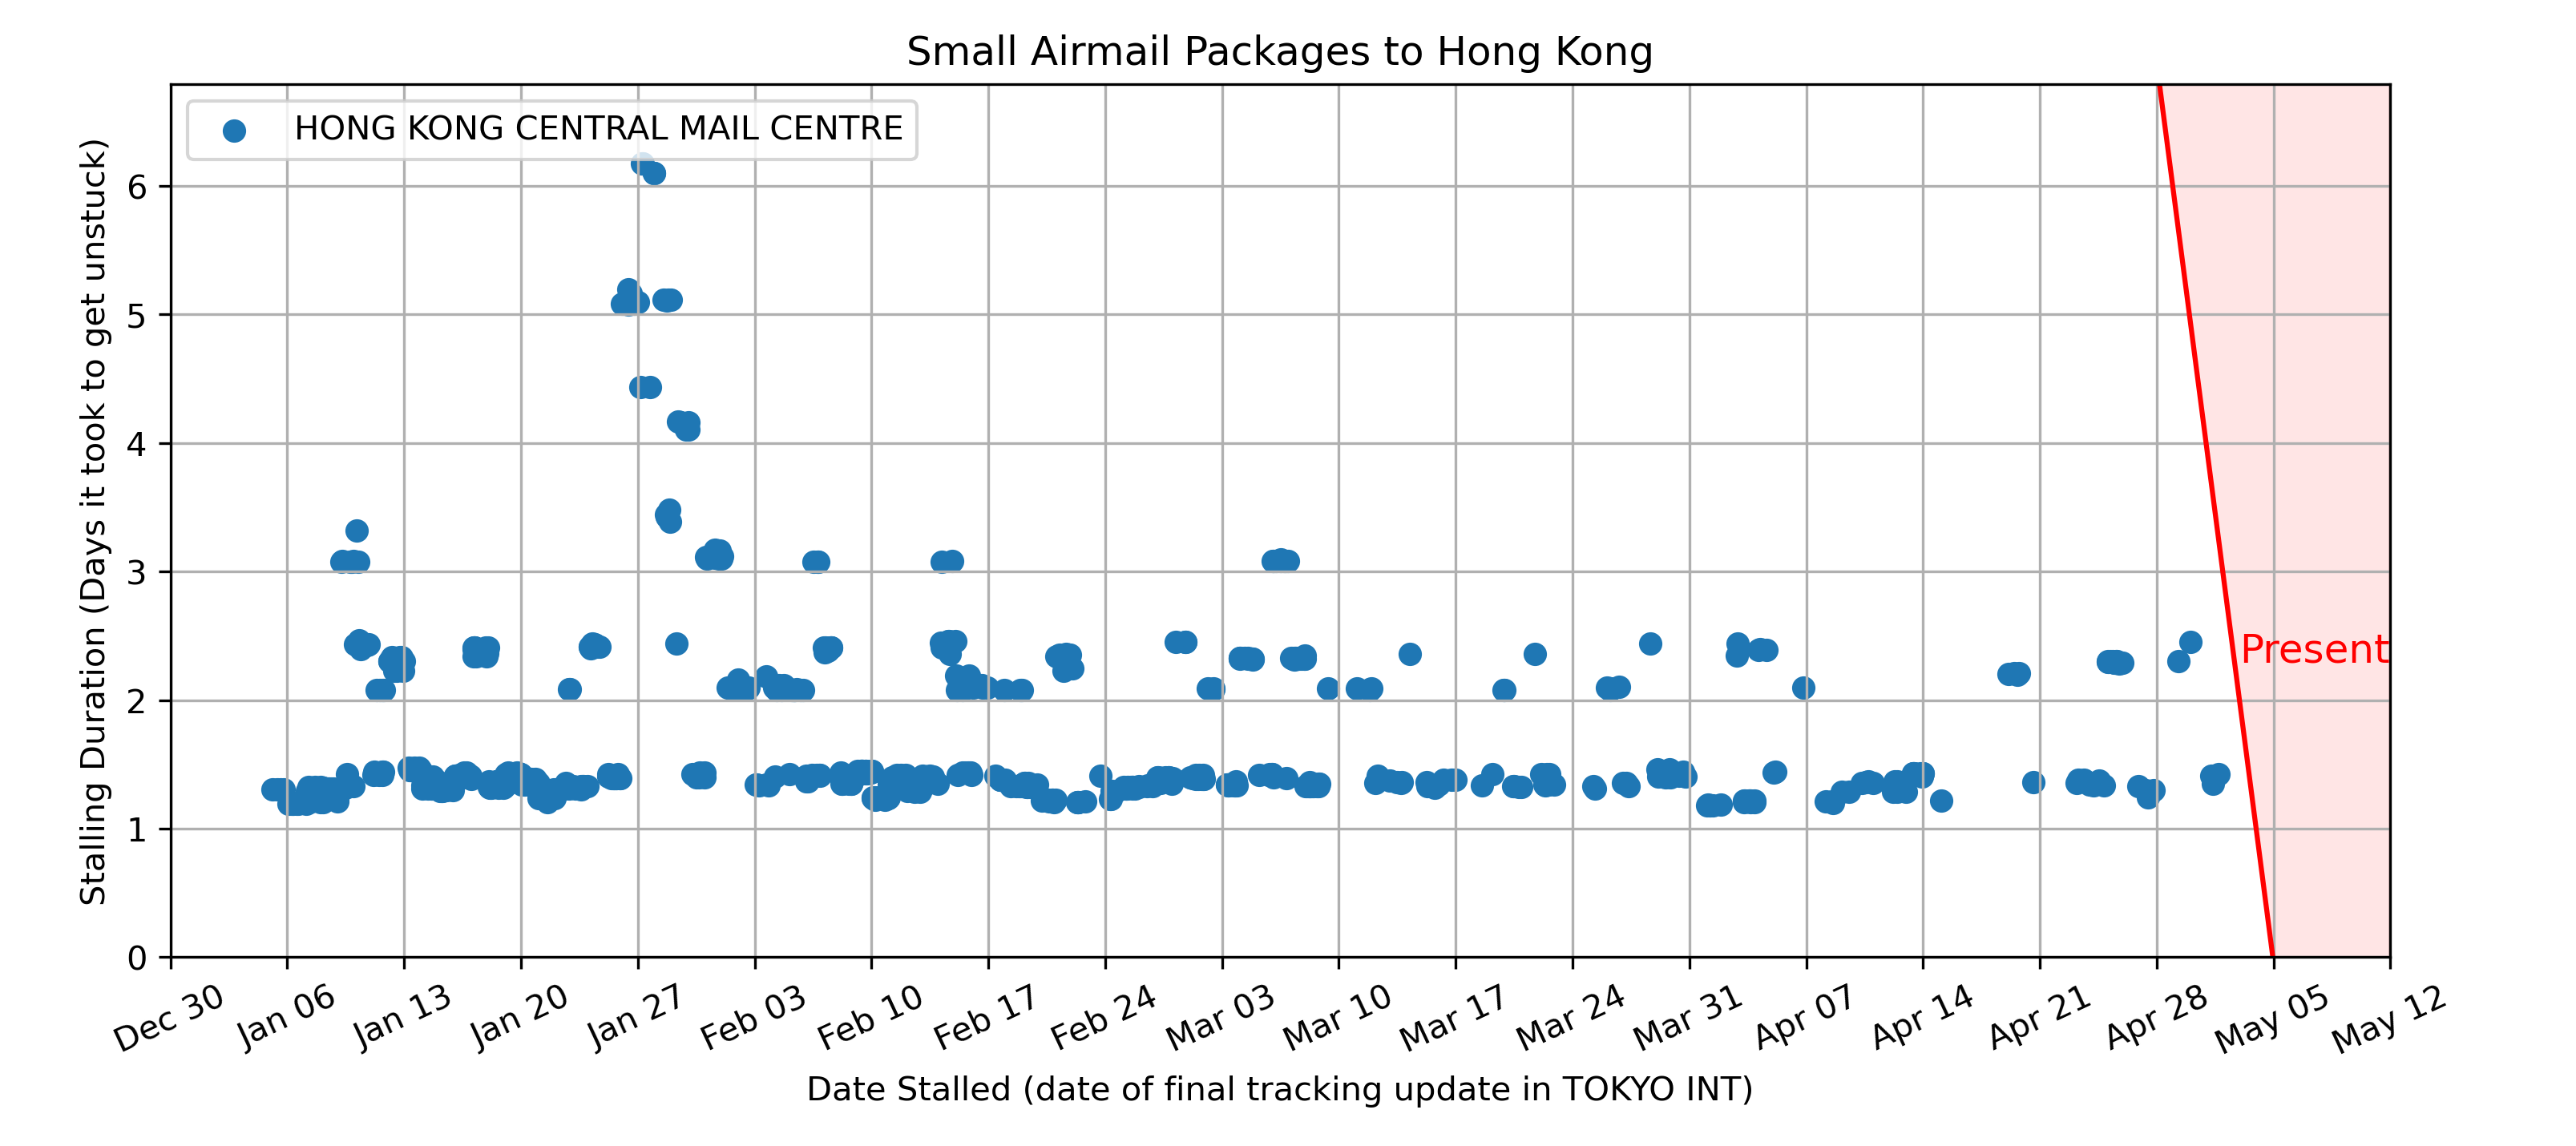 Small Airmail Packages to Hong Kong
HONG KONG CENTRAL MAIL CENTRE
Stalling Duration (Days it took to get unstuck)
6
5
4
3
2
1
0
Present
Dec 30
Jan 06
Jan 13
Jan 20
Jan 27
Feb 03
Feb 10
Feb 17
Feb 24
Mar 03
Mar 10
Mar 17
Mar 24
Mar 31
Apr 07
Apr 14
Apr 21
Apr 28
May 05
May 12
Date Stalled (date of final tracking update in TOKYO INT)